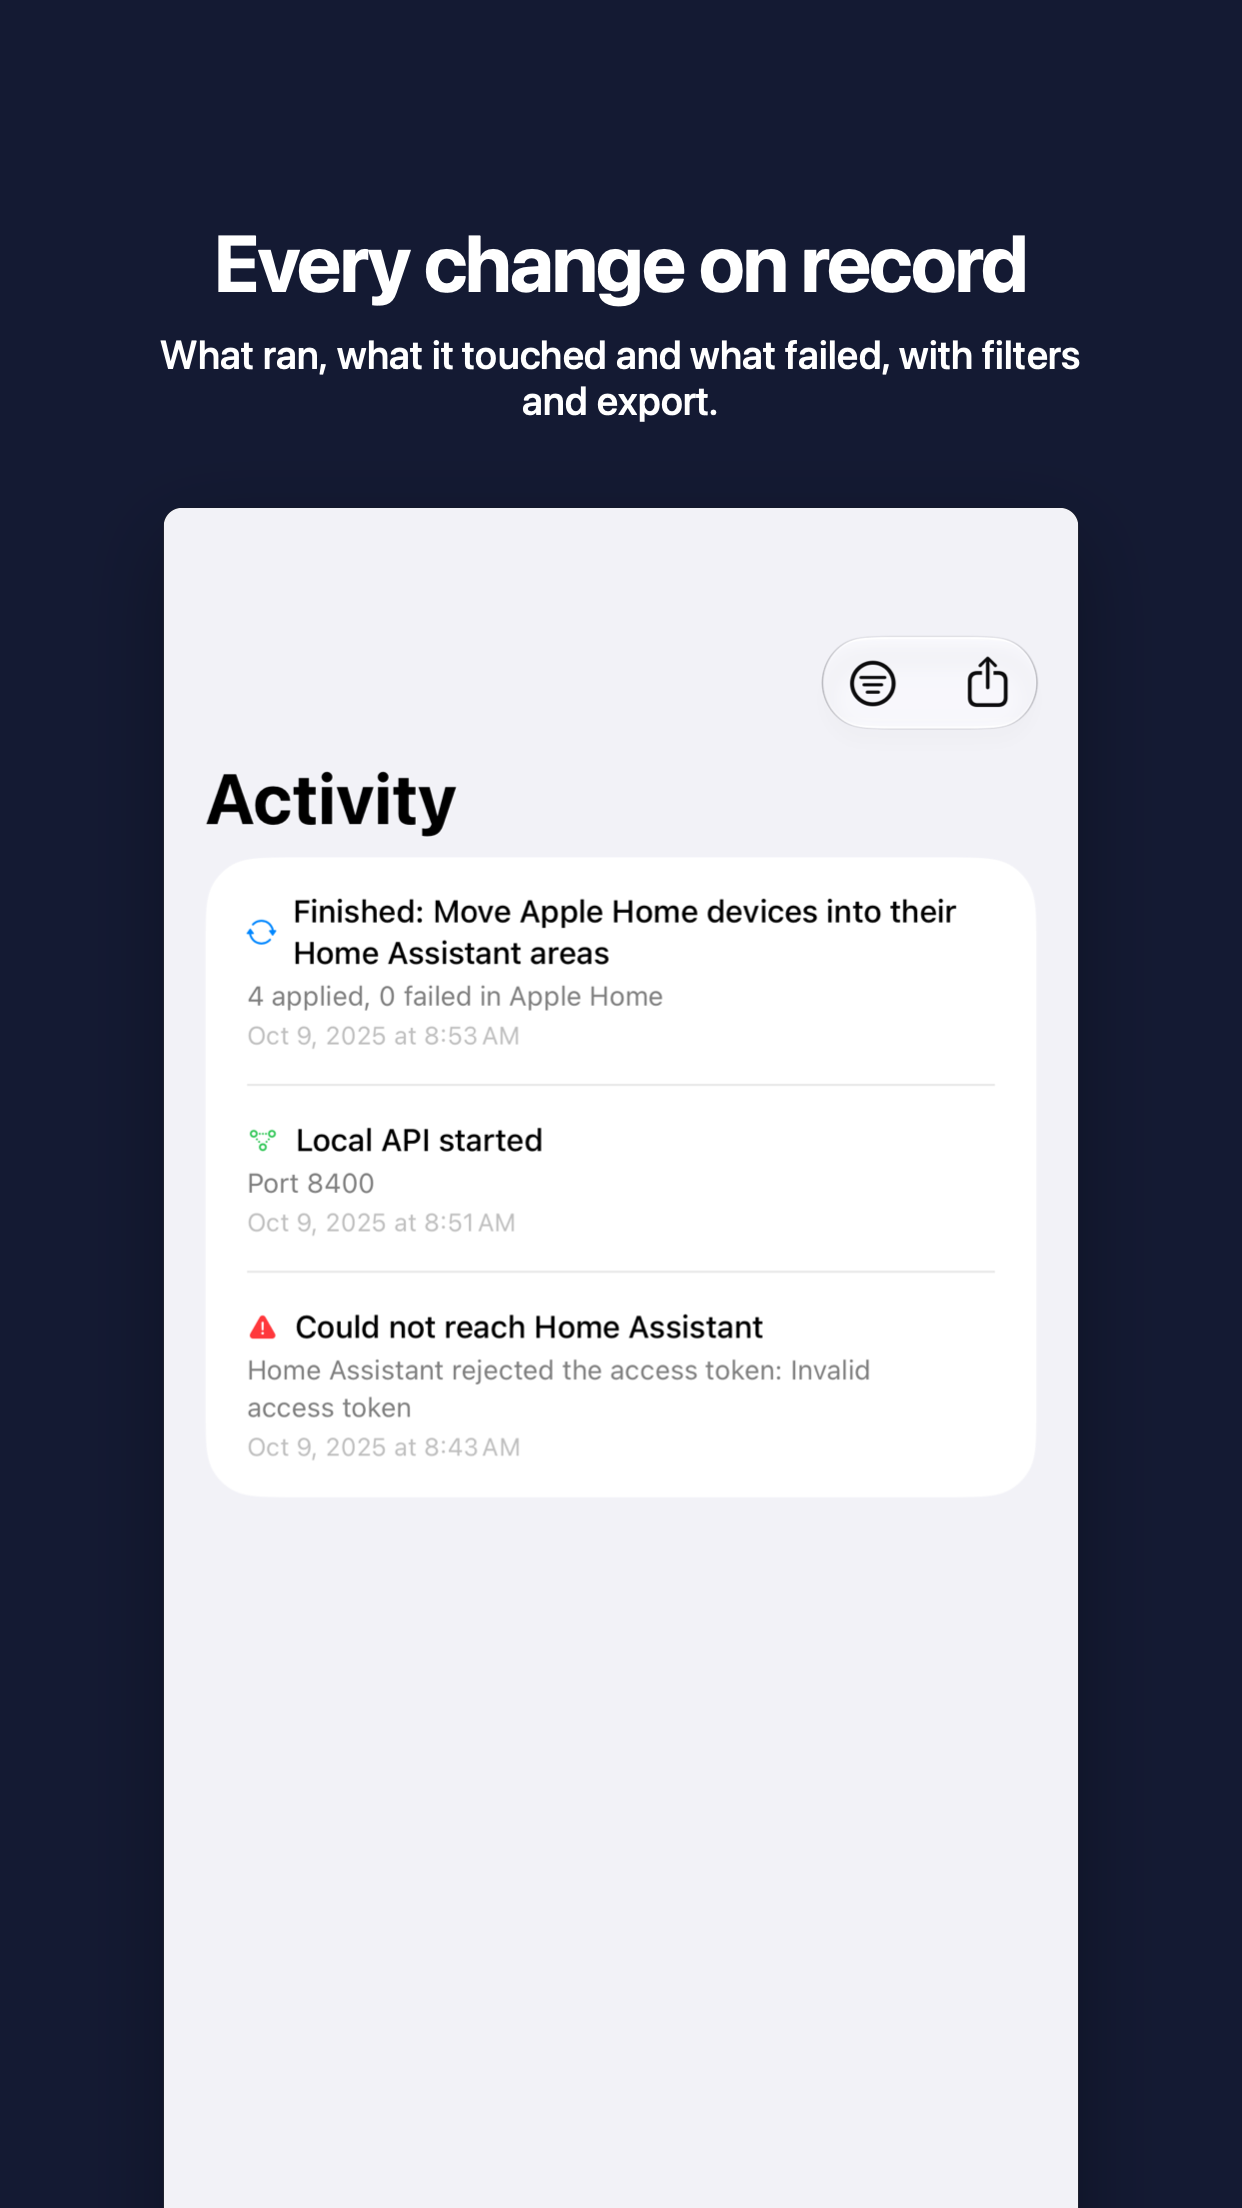 Every change on record
What ran, what it touched and what failed, with filters
and export.
Activity
Finished: Move Apple Home devices into their
Home Assistant areas
4 applied, 0 failed in Apple Home
Oct 9, 2025 at 8:53 AM
Local API started
Port 8400
Oct 9, 2025 at 8:51 AM
Could not reach Home Assistant
Home Assistant rejected the access token: Invalid
access token
Oct 9, 2025 at 8:43 AM